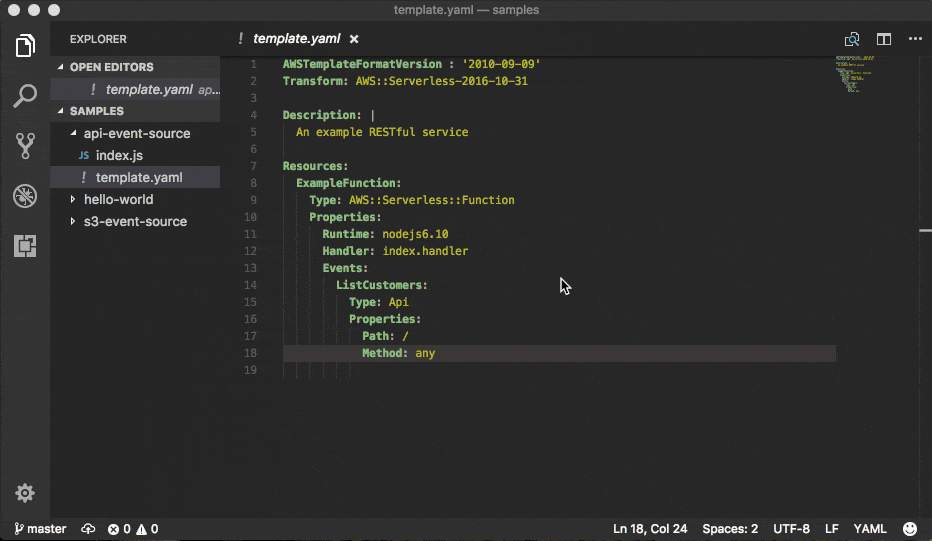 template.yaml — samples
EXPLORER
OPEN EDITORS
! template.yaml ap...
SAMPLES
api-event-source
JS index.js
! template.yaml
hello-world
s3-event-source
! template.yaml ×
1 AWSTemplateFormatVersion : '2010-09-09'
2 Transform: AWS::Serverless-2016-10-31
3
4 Description: |
5 An example RESTful service
6
7 Resources:
8 ExampleFunction:
9 Type: AWS::Serverless::Function
10 Properties:
11 Runtime: nodejs6.10
12 Handler: index.handler
13 Events:
14 ListCustomers:
15 Type: Api
16 Properties:
17 Path: /
18 Method: any
19
master 0 0 Ln 18, Col 24 Spaces: 2 UTF-8 LF YAML